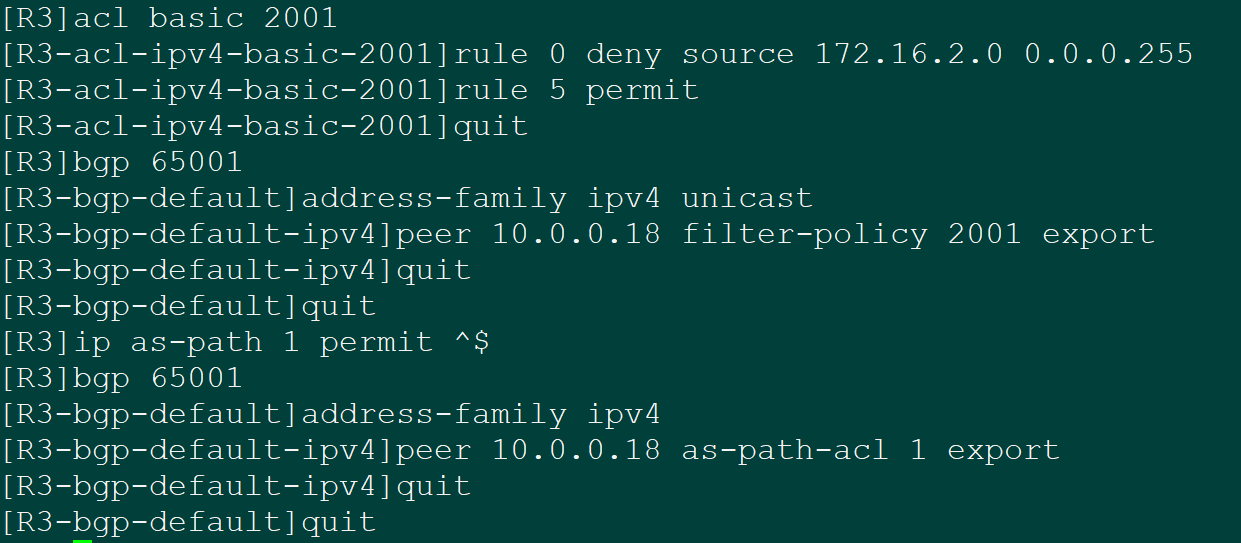 [R3]acl basic 2001
[R3-acl-ipv4-basic-2001]rule 0 deny source 172.16.2.0 0.0.0.255
[R3-acl-ipv4-basic-2001]rule 5 permit
[R3-acl-ipv4-basic-2001]quit
[R3]bgp 65001
[R3-bgp-default]address-family ipv4 unicast
[R3-bgp-default-ipv4]peer 10.0.0.18 filter-policy 2001 export
[R3-bgp-default-ipv4]quit
[R3-bgp-default]quit
[R3]ip as-path 1 permit ^$
[R3]bgp 65001
[R3-bgp-default]address-family ipv4
[R3-bgp-default-ipv4]peer 10.0.0.18 as-path-acl 1 export
[R3-bgp-default-ipv4]quit
[R3-bgp-default]quit